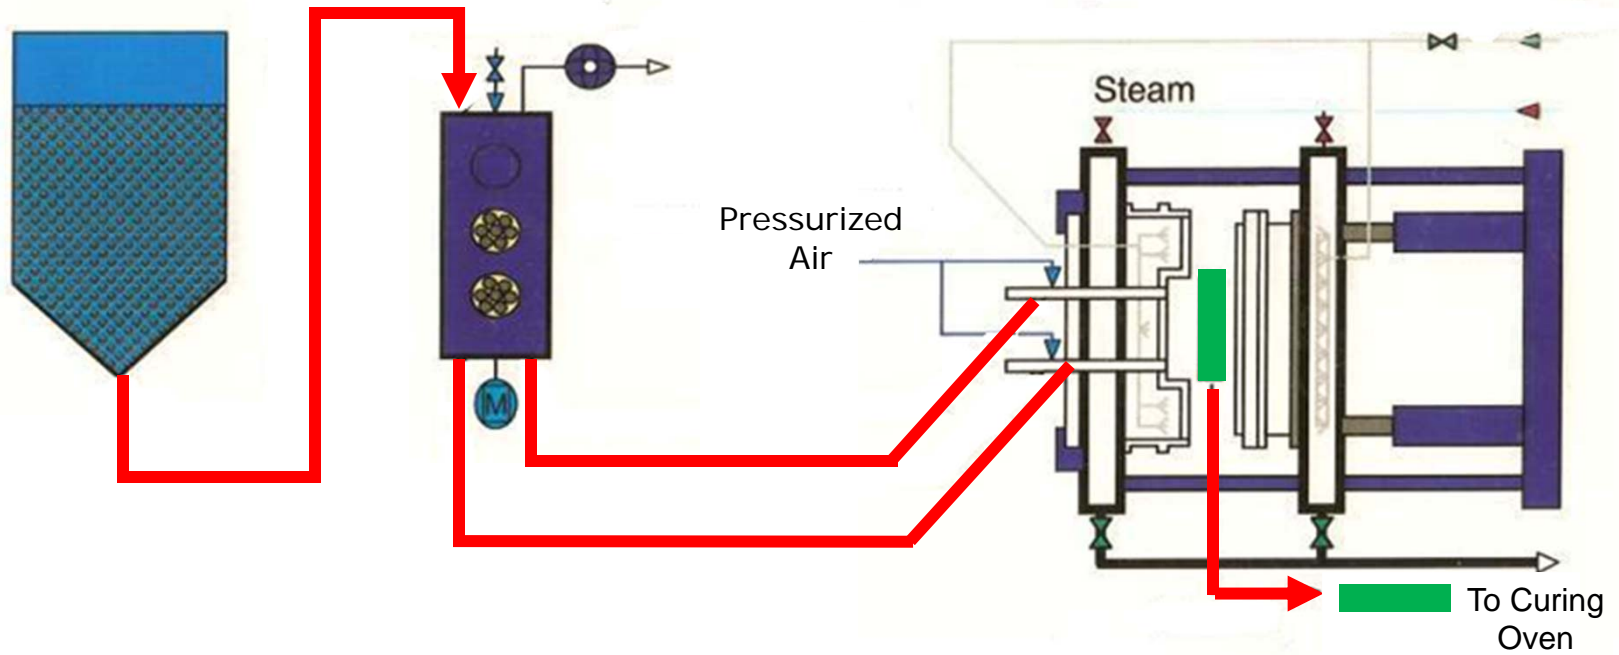 Steam
Pressurized
Air
M
To Curing
Oven